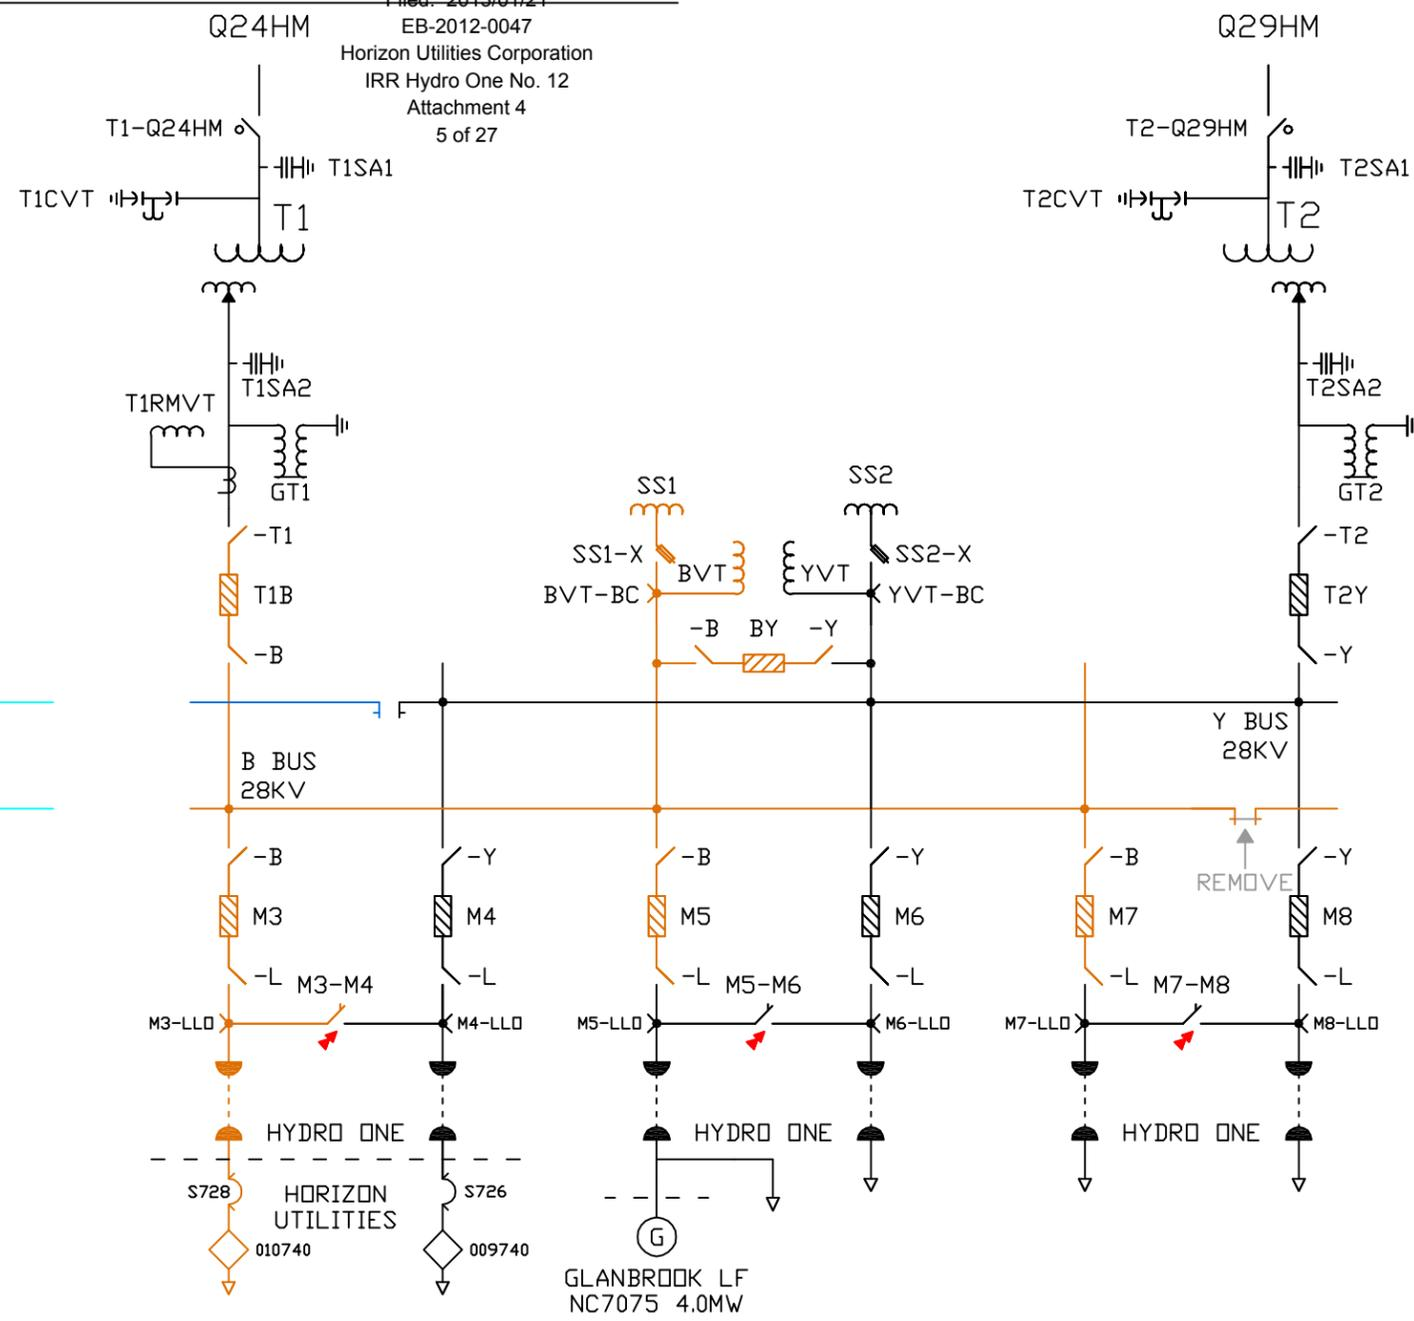 Filed: 2013/01/21
Q24HM
EB-2012-0047
Horizon Utilities Corporation
IRR Hydro One No. 12
Attachment 4
5 of 27
Q29HM
T1-Q24HM
T1SA1
T1CVT
T1
T2-Q29HM
T2SA1
T2CVT
T2
T1SA2
T1RMVT
GT1
T2SA2
GT2
SS1
SS2
-T1
SS1-X
BVT
YVT
SS2-X
-T2
T1B
BVT-BC
YVT-BC
T2Y
-B
BY
-Y
-B
-Y
B BUS
28KV
Y BUS
28KV
-B
-Y
-B
-Y
-B
-Y
REMOVE
M3
M4
M5
M6
M7
M8
-L
M3-M4
-L
-L
M5-M6
-L
-L
M7-M8
-L
M3-LLO
M4-LLO
M5-LLO
M6-LLO
M7-LLO
M8-LLO
HYDRO ONE
HYDRO ONE
HYDRO ONE
S728
HORIZON
UTILITIES
S726
010740
009740
G
GLANBROOK LF
NC7075 4.0MW